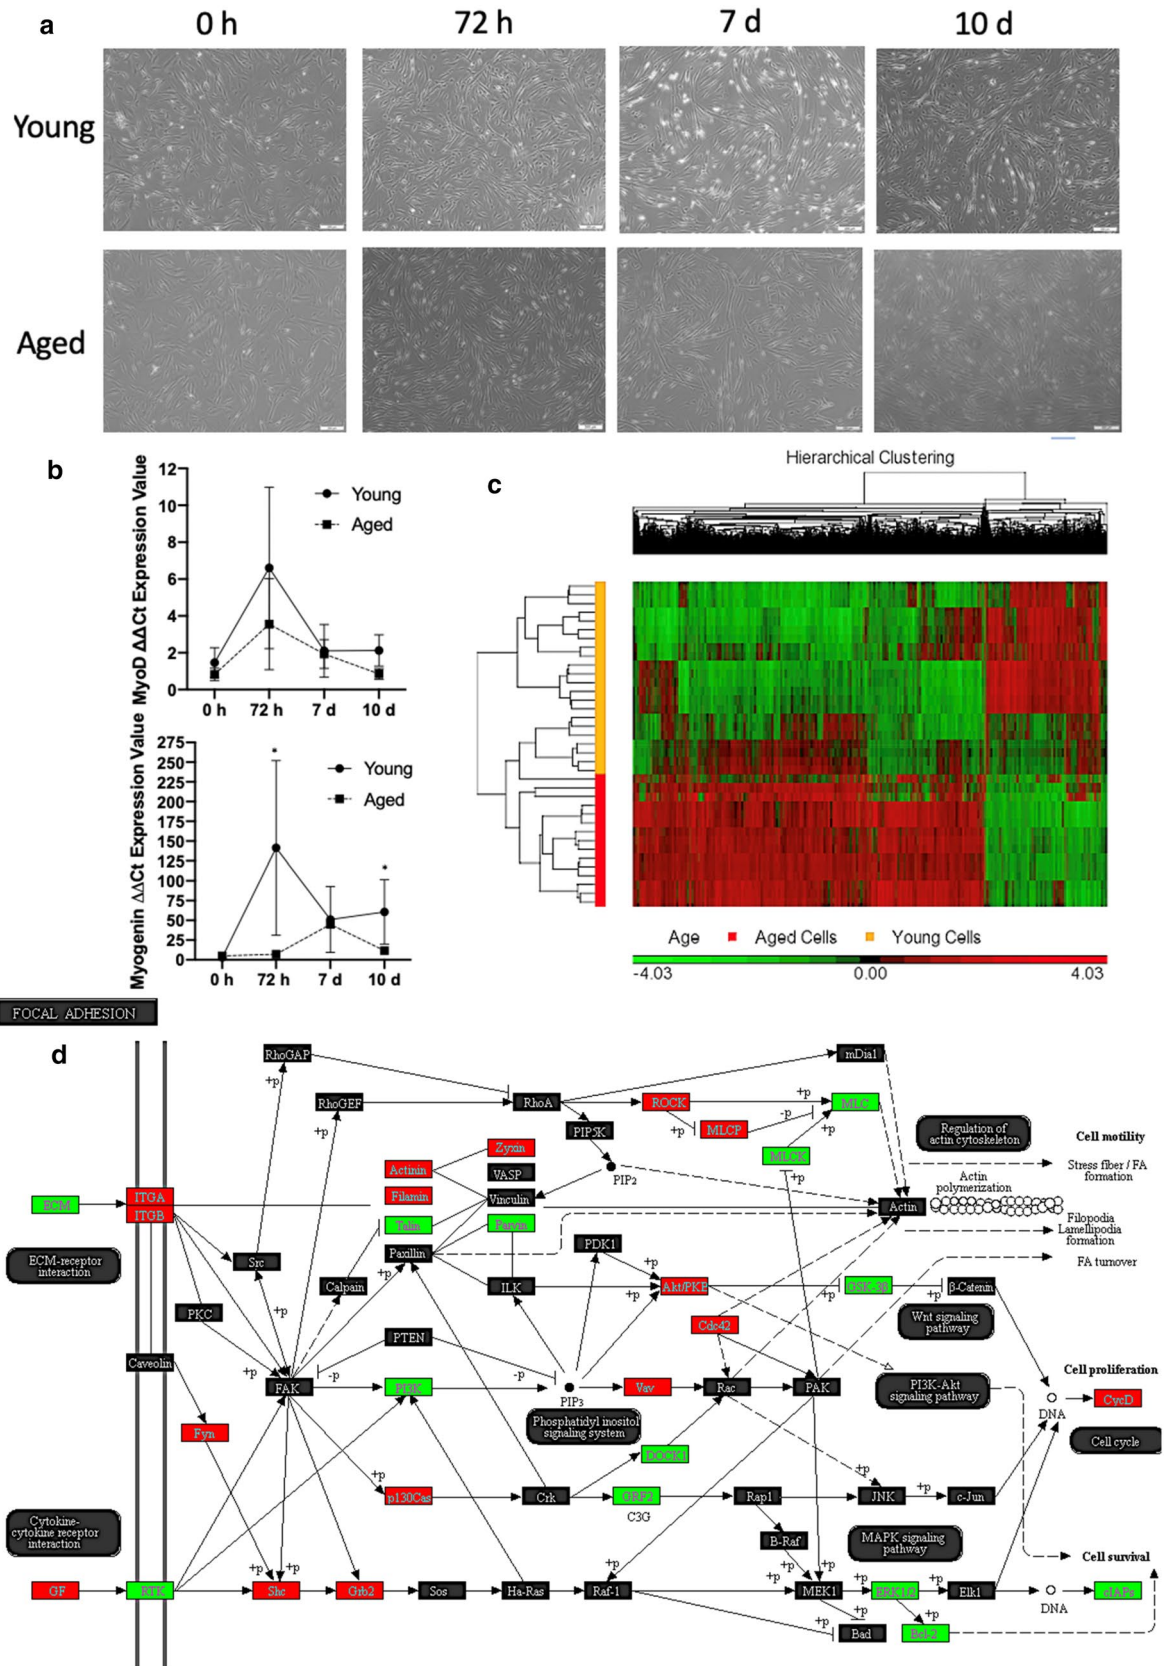 a
0 h
72 h
7 d
10 d
Young
Aged
b
MyoD ΔΔCt Expression Value
12
10
8
6
4
2
0
Young
Aged
0 h
72 h
7 d
10 d
Myogenin ΔΔCt Expression Value
275
250
225
200
175
150
125
100
75
50
25
0
*
*
Young
Aged
0 h
72 h
7 d
10 d
c
Hierarchical Clustering
Age
Aged Cells
Young Cells
-4.03
0.00
4.03
FOCAL ADHESION
d
RhoGAP
mDia1
+p
RhoGEF
RhoA
ROCK
+p
MLC
+p
-p
+p
MLCP
+p
PIP5K
MLCK
+p
Regulation of
actin cytoskeleton
Cell motility
Zyxin
Actinin
VASP
PIP2
Stress fiber / FA
formation
Actin
polymerization
ECM
ITGA
ITGB
Filamin
Vinculin
Actin
Talin
Parvin
Filopodia
Lamellipodia
formation
ECM-receptor
interaction
Src
Paxillin
PDK1
FA turnover
+p
+p
Calpain
ILK
+p
+p
Akt/PKB
GSK-3β
β-Catenin
PKC
+p
Cdc42
Wnt signaling
pathway
PTEN
Caveolin
+p
FAK
-p
PI3K
-p
PIP3
Vav
Rac
PAK
PI3K-Akt
signaling pathway
Cell proliferation
DNA
CycD
Phosphatidyl inositol
signaling system
Fyn
DOCK1
Cell cycle
+p
p130Cas
Crk
GRF2
C3G
Rap1
+p
JNK
+p
c-Jun
Cytokine-
cytokine receptor
interaction
B-Raf
MAPK signaling
pathway
+p
+p
+p
+p
+p
Cell survival
GF
RTK
Shc
Grb2
Sos
Ha-Ras
+p
Raf-1
MEK1
+p
ERK1/2
+p
Elk1
DNA
cIAPs
+p
+p
+p
Bad
Bcl-2